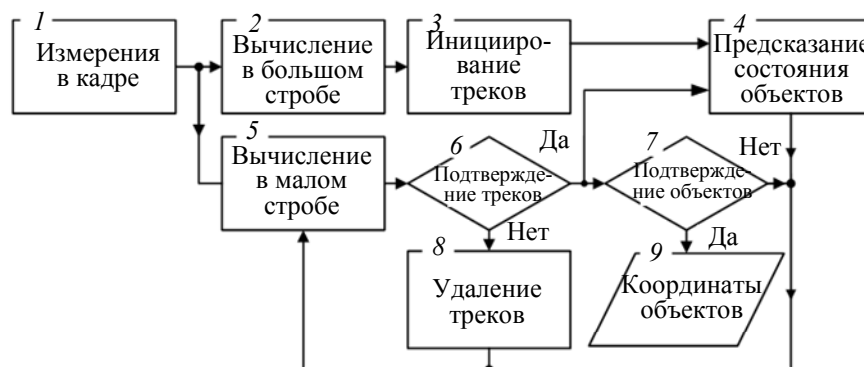 1
Измерения
в кадре
2
Вычисление
в большом
стробе
3
Иницииро-
вание
треков
4
Предсказание
состояния
объектов
5
Вычисление
в малом
стробе
6
Подтвержде-
ние треков
Да
Нет
7
Подтвержде-
ние объектов
Нет
Да
8
Удаление
треков
9
Координаты
объектов